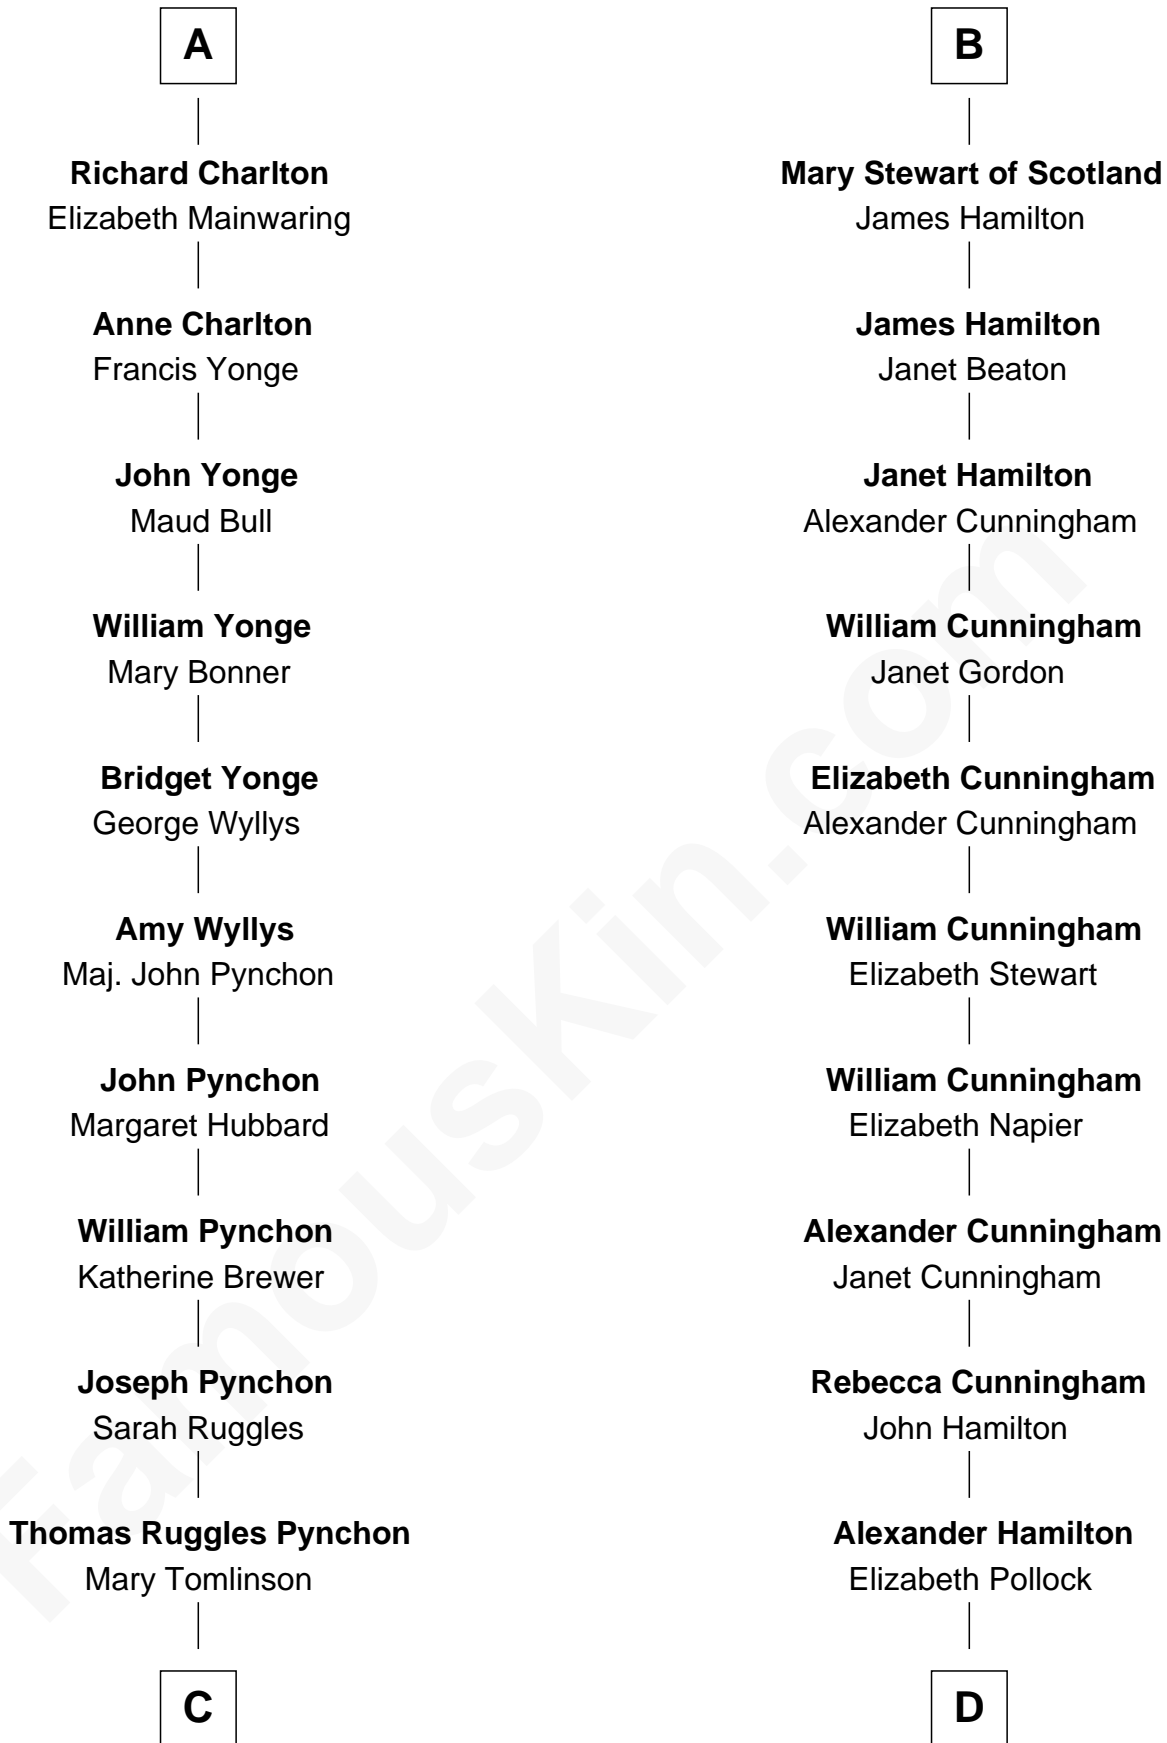 A
Richard Charlton
Elizabeth Mainwaring
Anne Charlton
Francis Yonge
John Yonge
Maud Bull
William Yonge
Mary Bonner
Bridget Yonge
George Wyllys
Amy Wyllys
Maj. John Pynchon
John Pynchon
Margaret Hubbard
William Pynchon
Katherine Brewer
Joseph Pynchon
Sarah Ruggles
Thomas Ruggles Pynchon
Mary Tomlinson
C
B
Mary Stewart of Scotland
James Hamilton
James Hamilton
Janet Beaton
Janet Hamilton
Alexander Cunningham
William Cunningham
Janet Gordon
Elizabeth Cunningham
Alexander Cunningham
William Cunningham
Elizabeth Stewart
William Cunningham
Elizabeth Napier
Alexander Cunningham
Janet Cunningham
Rebecca Cunningham
John Hamilton
Alexander Hamilton
Elizabeth Pollock
D
FamousKin.com